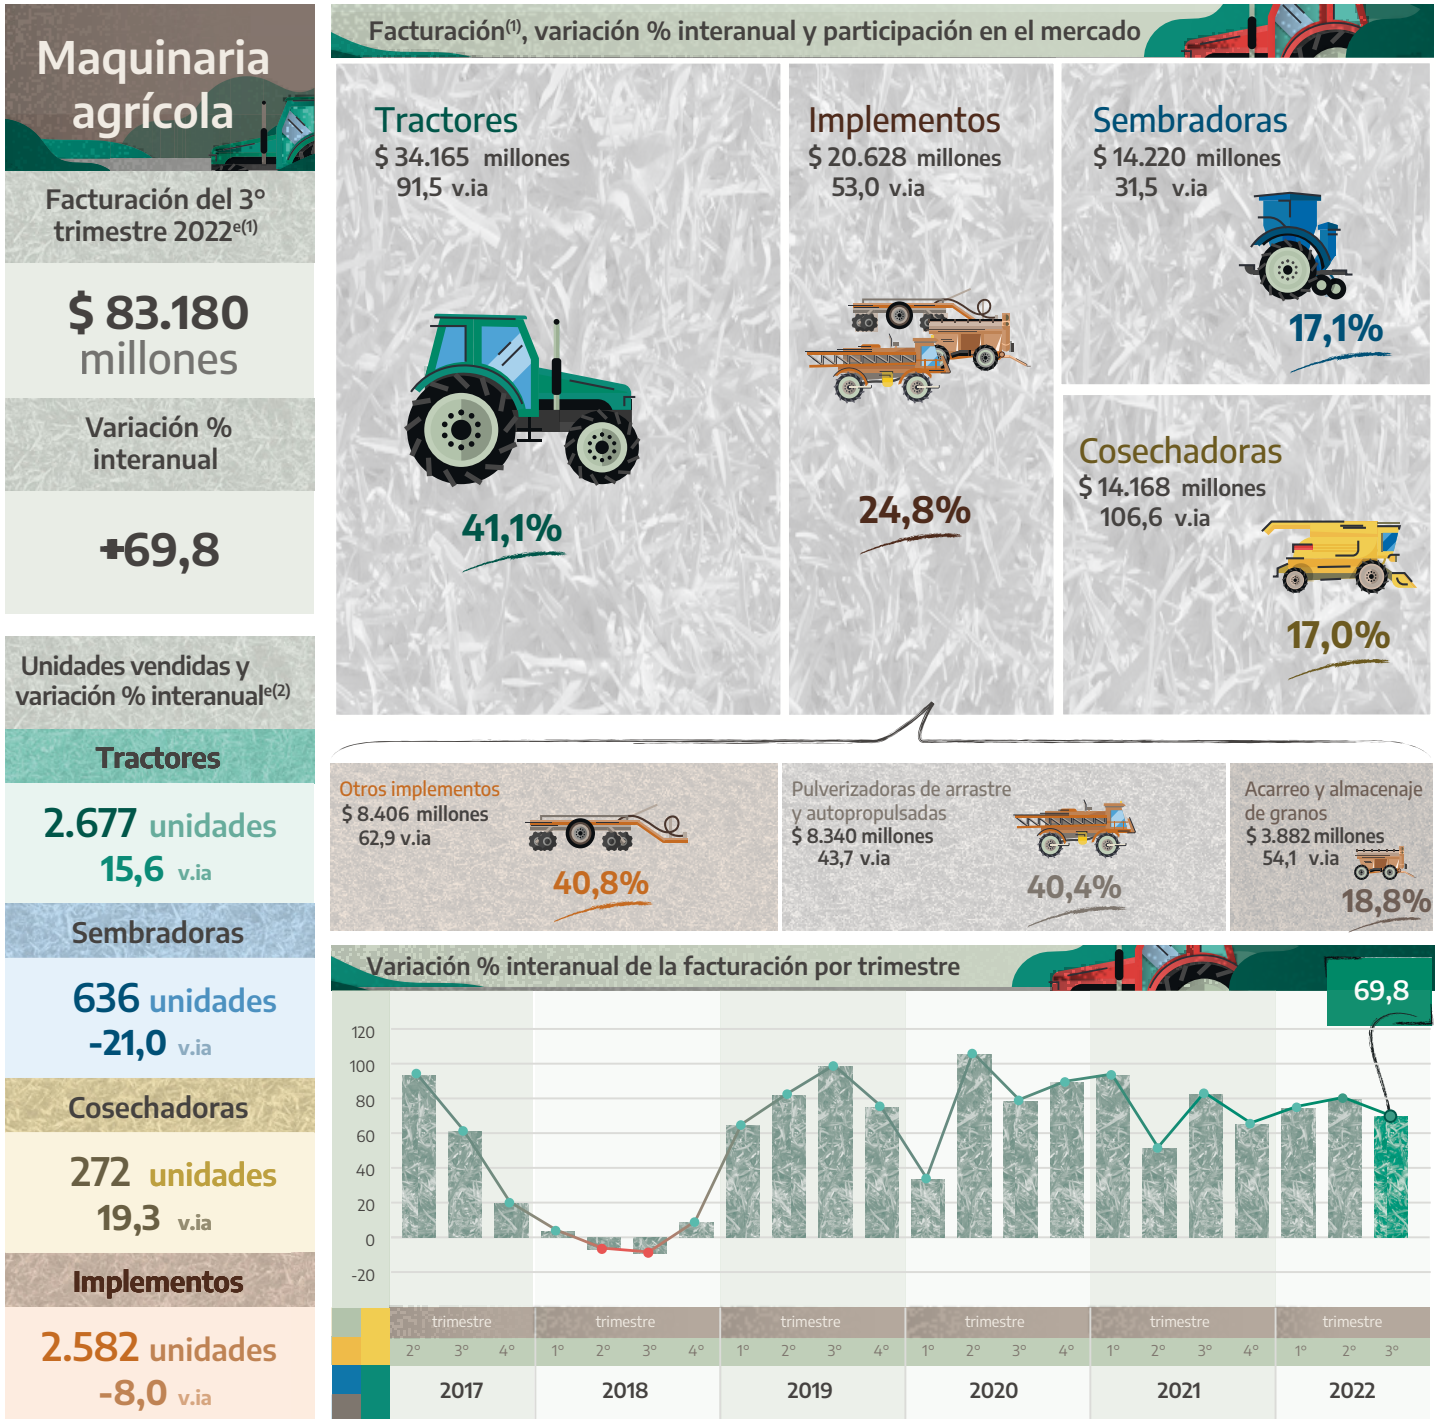 Maquinaria
agrícola
Facturación del 3°
trimestre 2022e(1)
$ 83.180
millones
Variación %
interanual
+69,8
Unidades vendidas y
variación % interanuale(2)
Tractores
2.677 unidades
15,6 v.ia
Sembradoras
636 unidades
-21,0 v.ia
Cosechadoras
272 unidades
19,3 v.ia
Implementos
2.582 unidades
-8,0 v.ia
Facturación(1), variación % interanual y participación en el mercado
Tractores
$ 34.165 millones
91,5 v.ia
41,1%
Implementos
$ 20.628 millones
53,0 v.ia
24,8%
Sembradoras
$ 14.220 millones
31,5 v.ia
17,1%
Cosechadoras
$ 14.168 millones
106,6 v.ia
17,0%
Otros implementos
$ 8.406 millones
62,9 v.ia
40,8%
Pulverizadoras de arrastre
y autopropulsadas
$ 8.340 millones
43,7 v.ia
40,4%
Acarreo y almacenaje
de granos
$ 3.882 millones
54,1 v.ia
18,8%
Variación % interanual de la facturación por trimestre
69,8
120
100
80
60
40
20
0
-20
trimestre trimestre trimestre trimestre trimestre trimestre
2° 3° 4° 1° 2° 3° 4° 1° 2° 3° 4° 1° 2° 3° 4° 1° 2° 3° 4° 1° 2° 3°
2017 2018 2019 2020 2021 2022